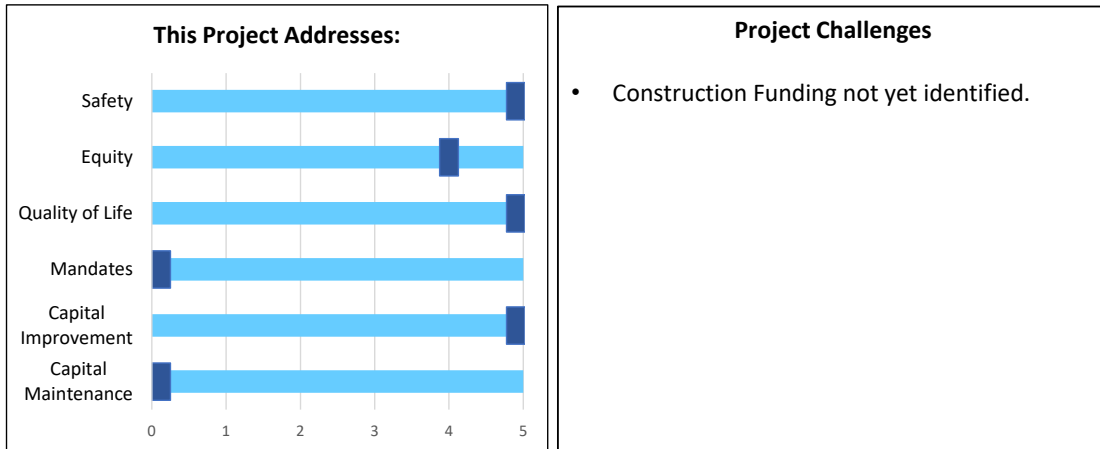 This Project Addresses:
Safety
Equity
Quality of Life
Mandates
Capital
Improvement
Capital
Maintenance
0 1 2 3 4 5
Project Challenges
• Construction Funding not yet identified.